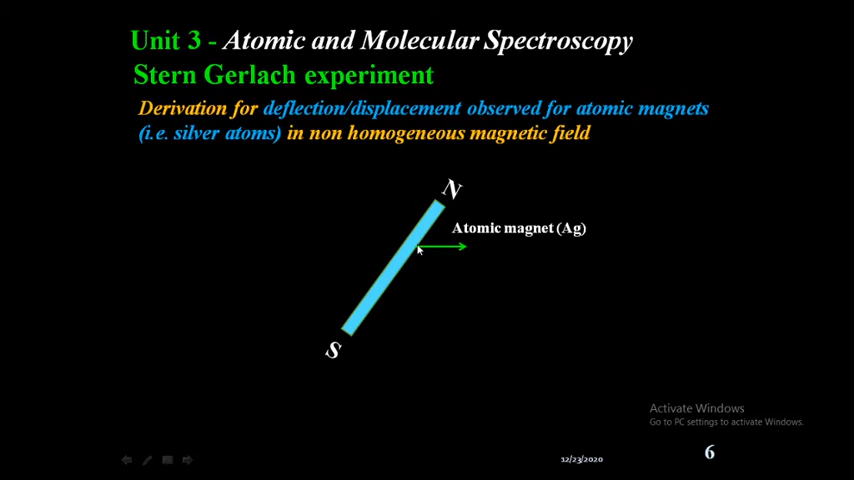 Unit 3 - Atomic and Molecular Spectroscopy
Stern Gerlach experiment
Derivation for deflection/displacement observed for atomic magnets
(i.e. silver atoms) in non homogeneous magnetic field
N
Atomic magnet (Ag)
S
Activate Windows
Go to PC settings to activate Windows.
12/23/2020
6